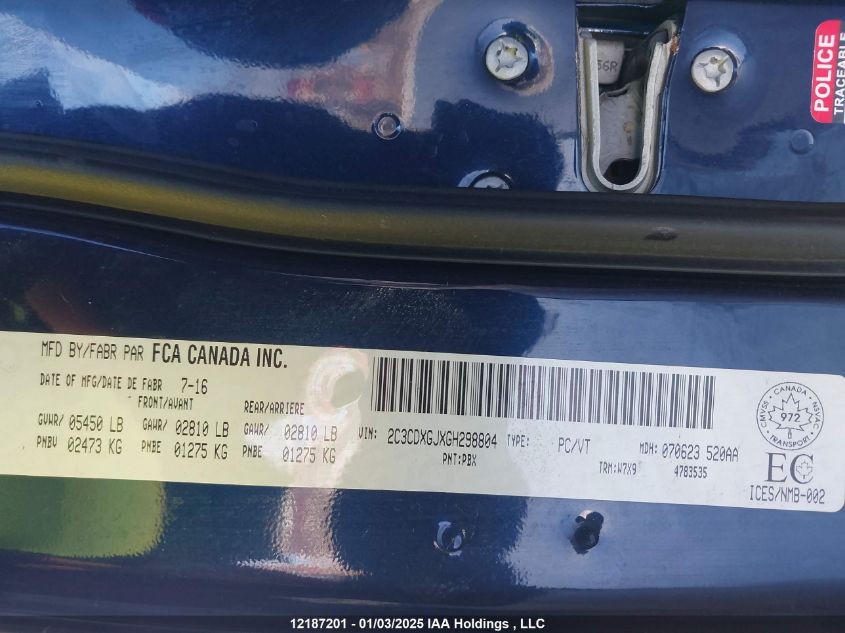 56R
POLICE
TRACEABLE
MFD BY/FABR PAR FCA CANADA INC.
DATE OF MFG/DATE DE FABR 7-16
FRONT/AVANT REAR/ARRIERE
GVWR/ 05450 LB GAWR/ 02810 LB GAWR/ 02810 LB
PNBV 02473 KG PNBE 01275 KG PNBE 01275 KG
VIN: 2C3CDXGJXGH298804 TYPE: PC/VT MDH: 070623 520AA
PNT:PBX TRM:W7X9 4783535
CANADA
CMVSS 972 NSVAC
TRANSPORT
EC
ICES/NMB-002
12187201 - 01/03/2025 IAA Holdings , LLC